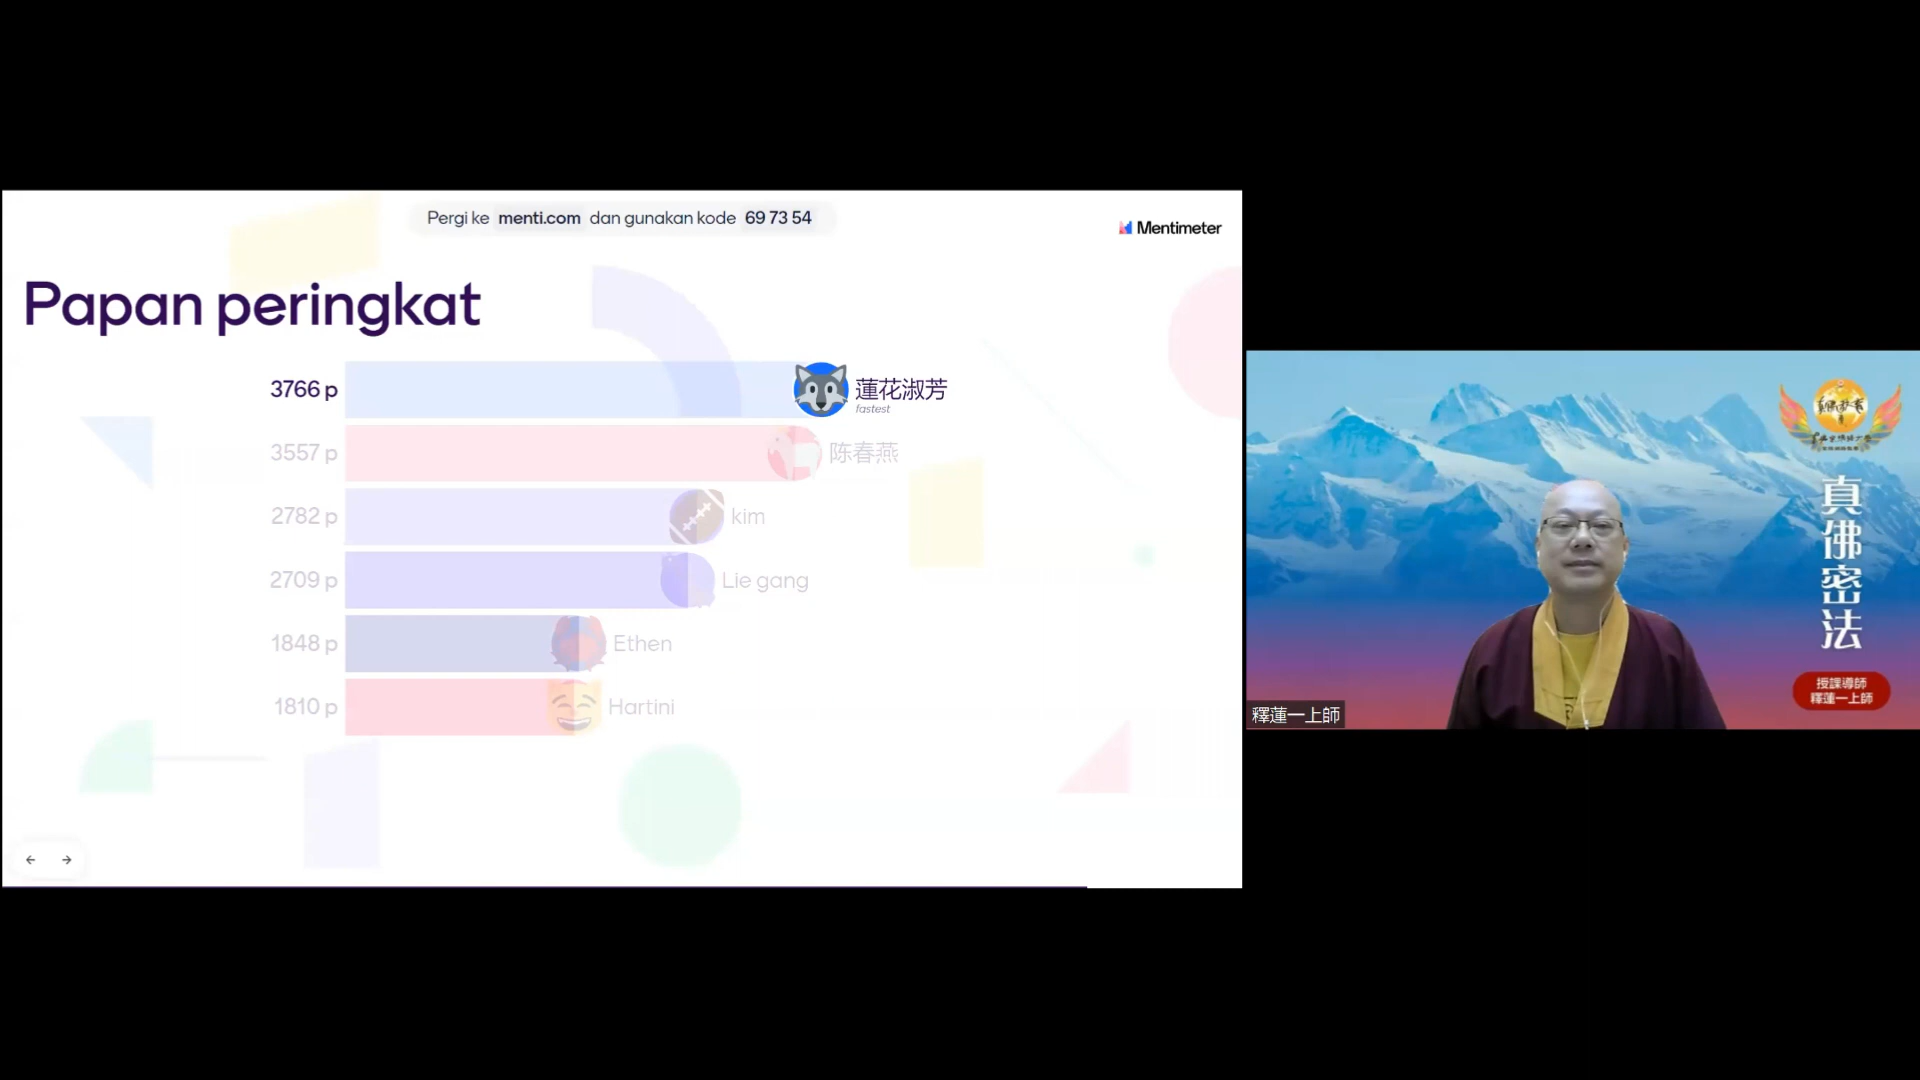 Pergi ke menti.com dan gunakan kode 69 73 54
Mentimeter
Papan peringkat
3766 p 蓮花淑芳
fastest
3557 p 陈春燕
2782 p kim
2709 p Lie gang
1848 p Ethen
1810 p Hartini
真佛密法
授課導師
釋蓮一上師
釋蓮一上師